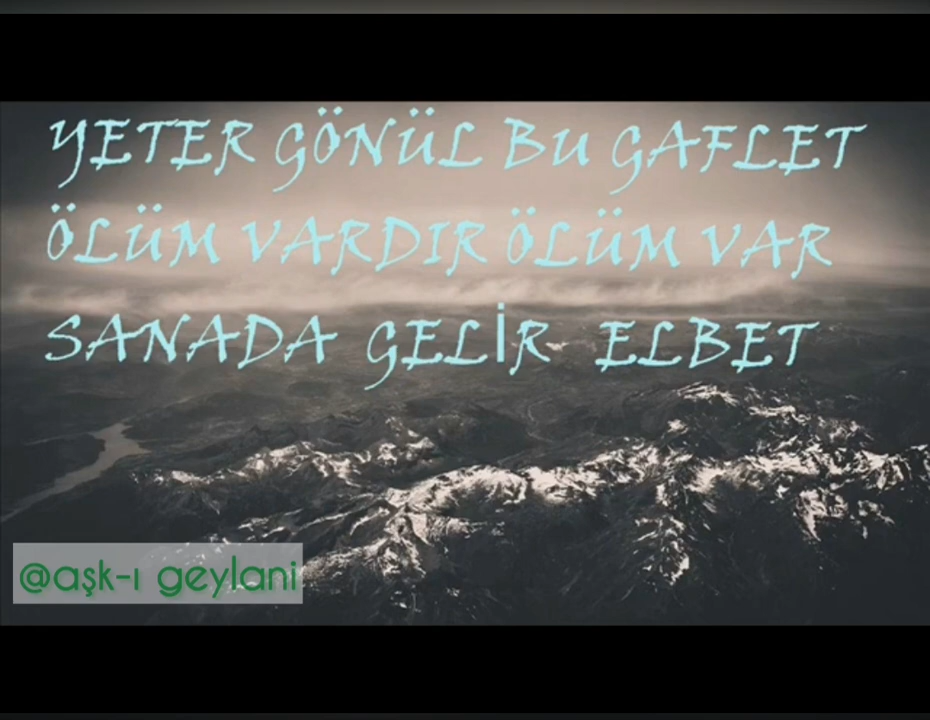 YETER GÖNÜL BU GAFLET
ÖLÜM VARDIR ÖLÜM VAR
SANADA GELİR ELBET
@aşk-ı geylani